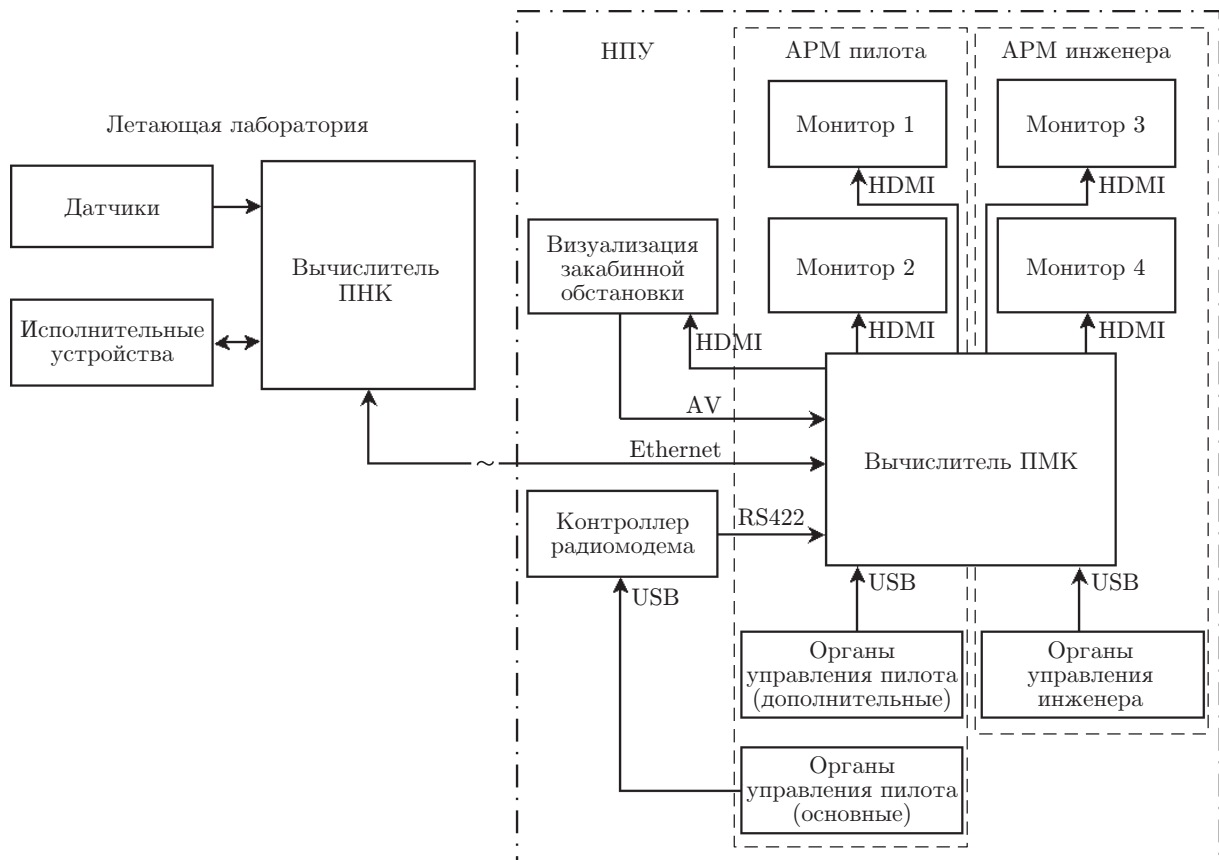 НПУ
АРМ пилота
АРМ инженера
Монитор 1
Монитор 3
Летающая лаборатория
HDMI
HDMI
Датчики
Вычислитель
ПНК
Визуализация
закабинной
обстановки
Монитор 2
Монитор 4
Исполнительные
устройства
HDMI
HDMI
HDMI
AV
Ethernet
~
Вычислитель ПМК
Контроллер
радиомодема
RS422
USB
USB
USB
Органы
управления пилота
(дополнительные)
Органы
управления
инженера
Органы
управления пилота
(основные)